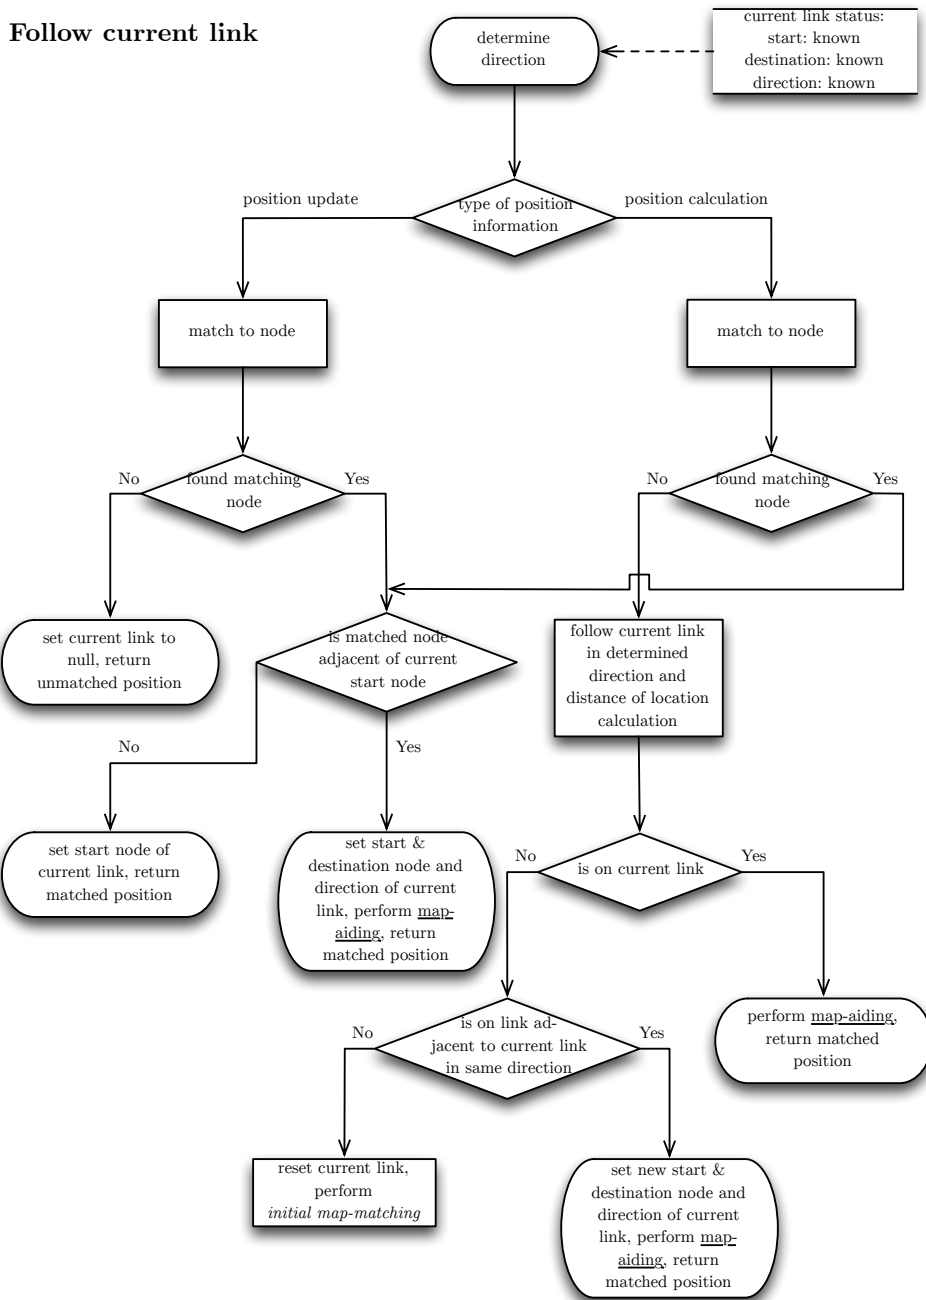 Follow current link
determine
direction
current link status:
start: known
destination: known
direction: known
position update
type of position
information
position calculation
match to node
match to node
No
found matching
node
Yes
No
found matching
node
Yes
set current link to
null, return
unmatched position
is matched node
adjacent of current
start node
follow current link
in determined
direction and
distance of location
calculation
No
Yes
set start node of
current link, return
matched position
set start &
destination node and
direction of current
link, perform map-
aiding, return
matched position
No
is on current link
Yes
No
is on link ad-
jacent to current link
in same direction
Yes
perform map-aiding,
return matched
position
reset current link,
perform
initial map-matching
set new start &
destination node and
direction of current
link, perform map-
aiding, return
matched position